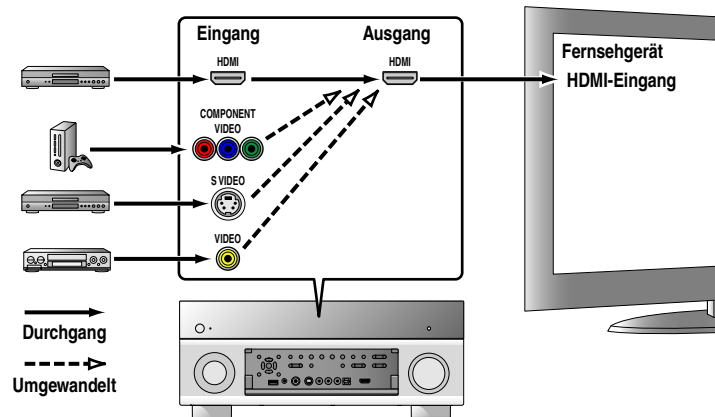 Eingang
Ausgang
HDMI
HDMI
Fernsehgerät
HDMI-Eingang
COMPONENT
VIDEO
S VIDEO
VIDEO
Durchgang
Umgewandelt